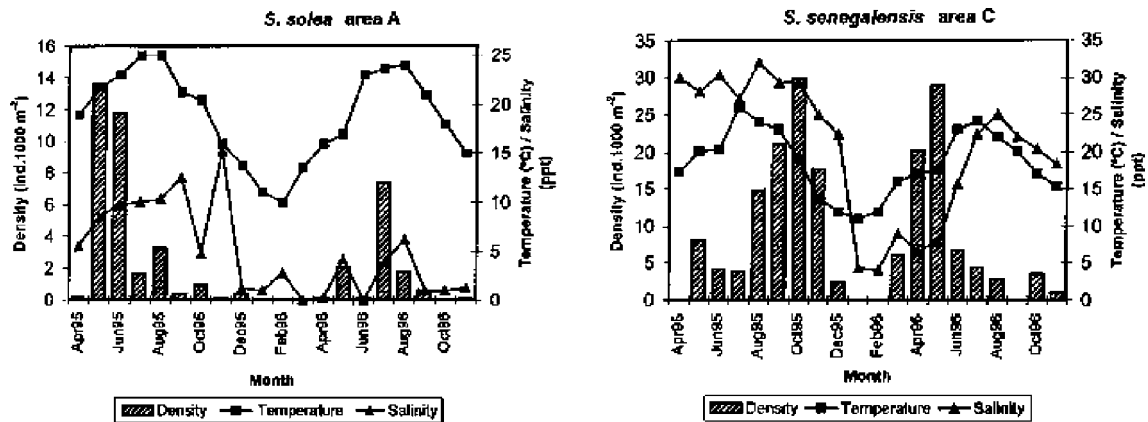 S. solea area A
Density (Ind.1000 m⁻²)
16
14
12
10
8
6
4
2
0
25
20
15
10
5
0
Temperature (°C) / Salinity
(ppt)
Apr95
Jun95
Aug95
Oct95
Dec95
Feb96
Apr96
Jun96
Aug96
Oct96
Month
Density Temperature Salinity
S. senegalensis area C
Density (Ind.1000 m⁻²)
35
30
25
20
15
10
5
0
35
30
25
20
15
10
5
0
Temperature (°C) / Salinity
(ppt)
Apr95
Jun95
Aug95
Oct95
Dec95
Feb96
Apr96
Jun96
Aug96
Oct96
Month
Density Temperature Salinity